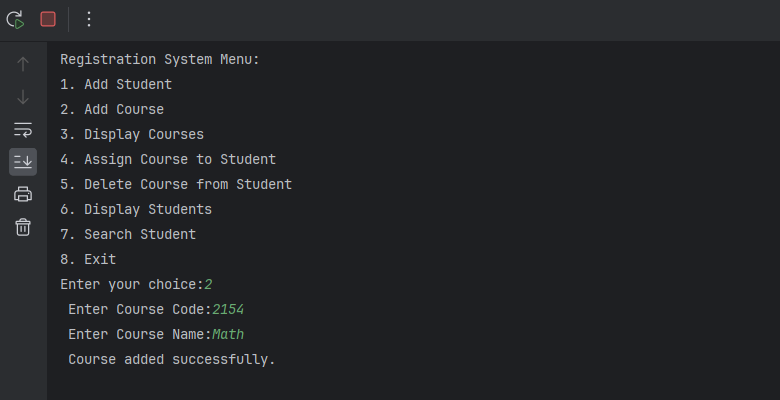 Registration System Menu:
1. Add Student
2. Add Course
3. Display Courses
4. Assign Course to Student
5. Delete Course from Student
6. Display Students
7. Search Student
8. Exit
Enter your choice:2
Enter Course Code:2154
Enter Course Name:Math
Course added successfully.